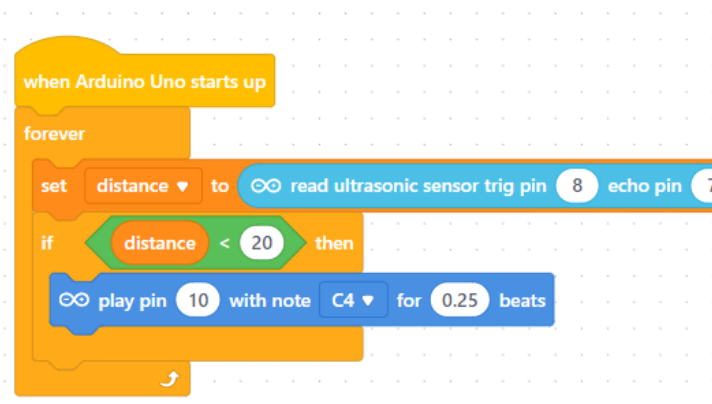 when Arduino Uno starts up
forever
set distance to read ultrasonic sensor trig pin 8 echo pin
if distance < 20 then
play pin 10 with note C4 for 0.25 beats